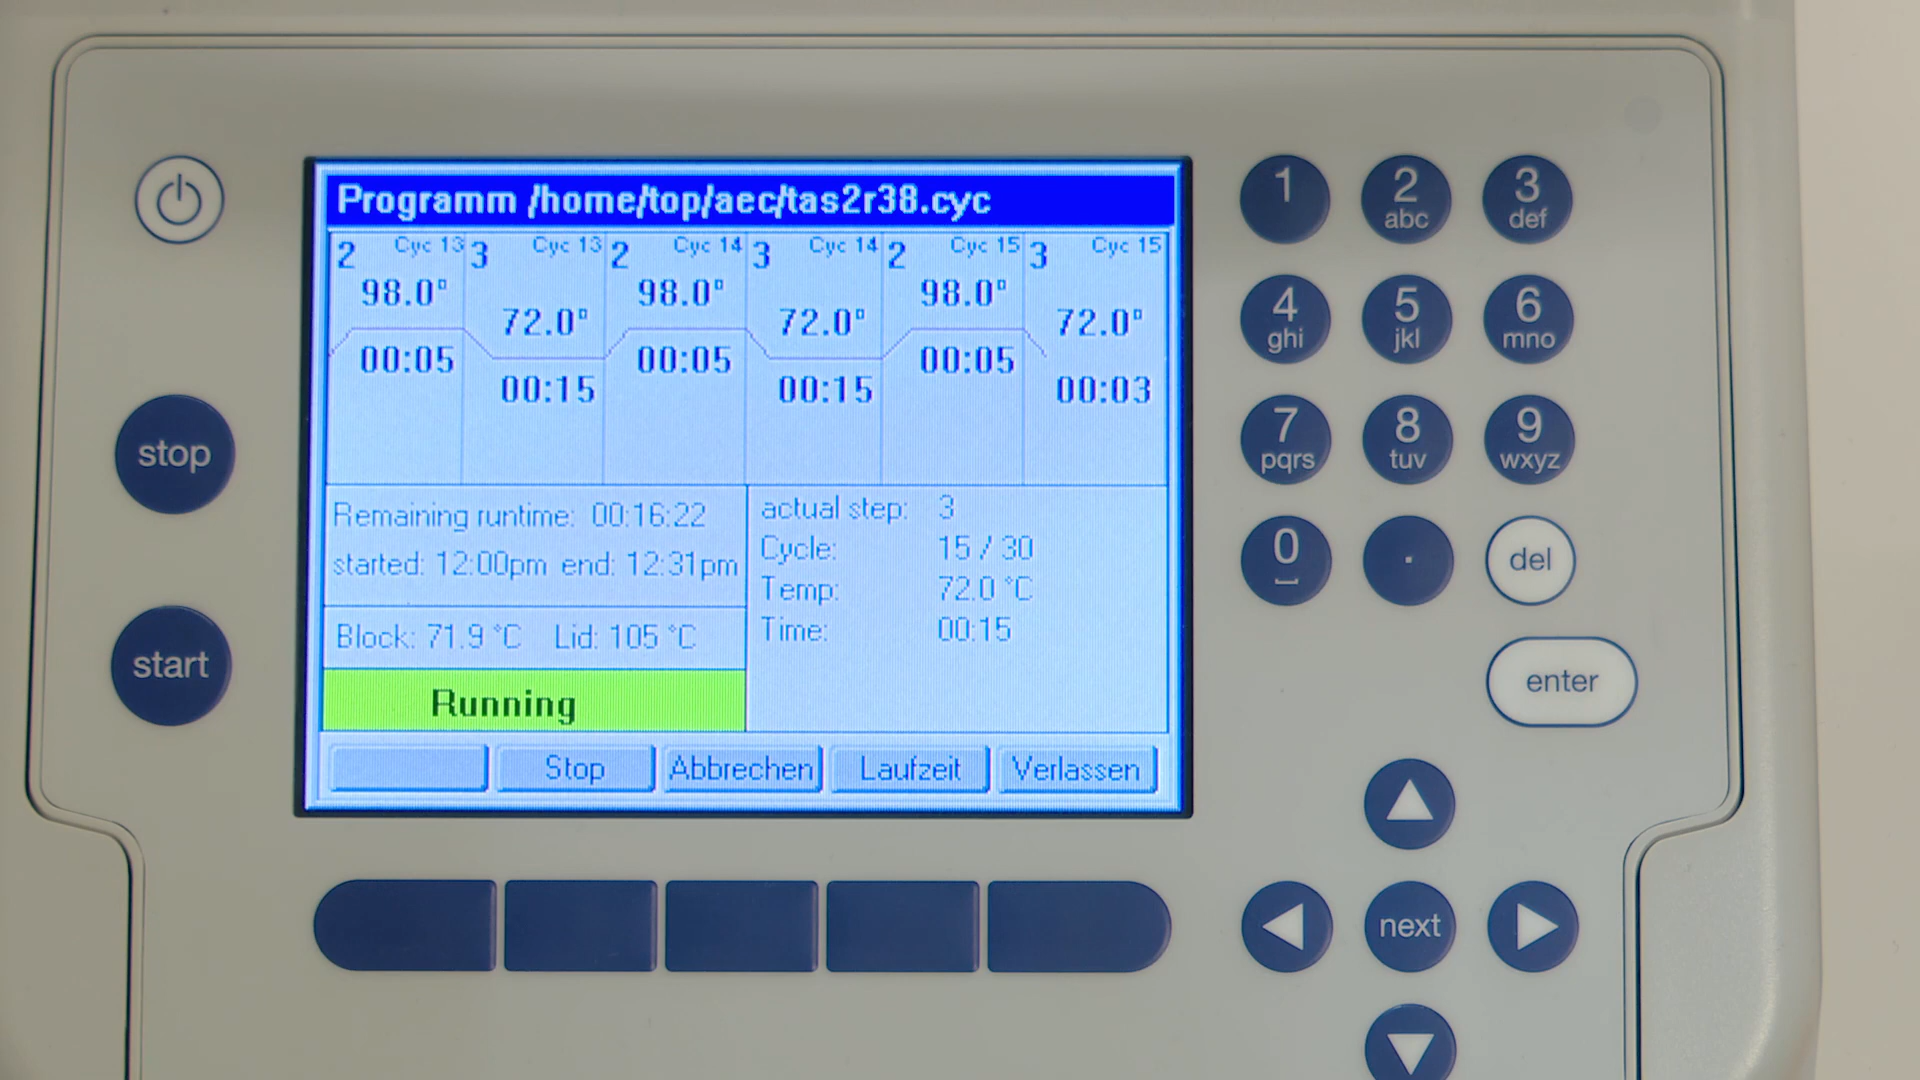 Programm /home/top/aec/tas2r38.cyc
2 Cyc 13 3 Cyc 13 2 Cyc 14 3 Cyc 14 2 Cyc 15 3 Cyc 15
98.0° 72.0° 98.0° 72.0° 98.0° 72.0°
00:05 00:15 00:05 00:15 00:05 00:03
Remaining runtime: 00:16:22
started: 12:00pm end: 12:31pm
Block: 71.9 °C Lid: 105 °C
Running
actual step: 3
Cycle: 15 / 30
Temp: 72.0 °C
Time: 00:15
Stop Abbrechen Laufzeit Verlassen
stop
start
1 2 abc 3 def
4 ghi 5 jkl 6 mno
7 pqrs 8 tuv 9 wxyz
0 . del
enter
next